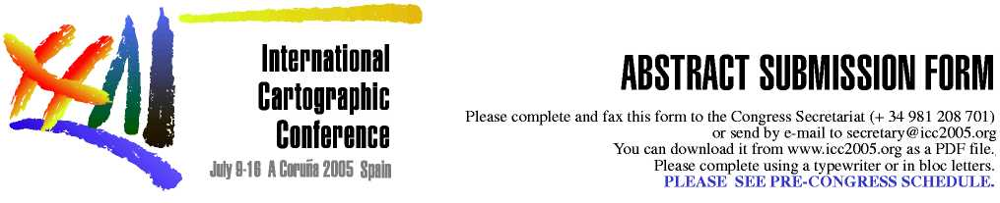 International
Cartographic
Conference
July 9-16 A Coruña 2005 Spain
ABSTRACT SUBMISSION FORM
Please complete and fax this form to the Congress Secretariat (+ 34 981 208 701)
or send by e-mail to secretary@icc2005.org
You can download it from www.icc2005.org as a PDF file.
Please complete using a typewriter or in bloc letters.
PLEASE SEE PRE-CONGRESS SCHEDULE.